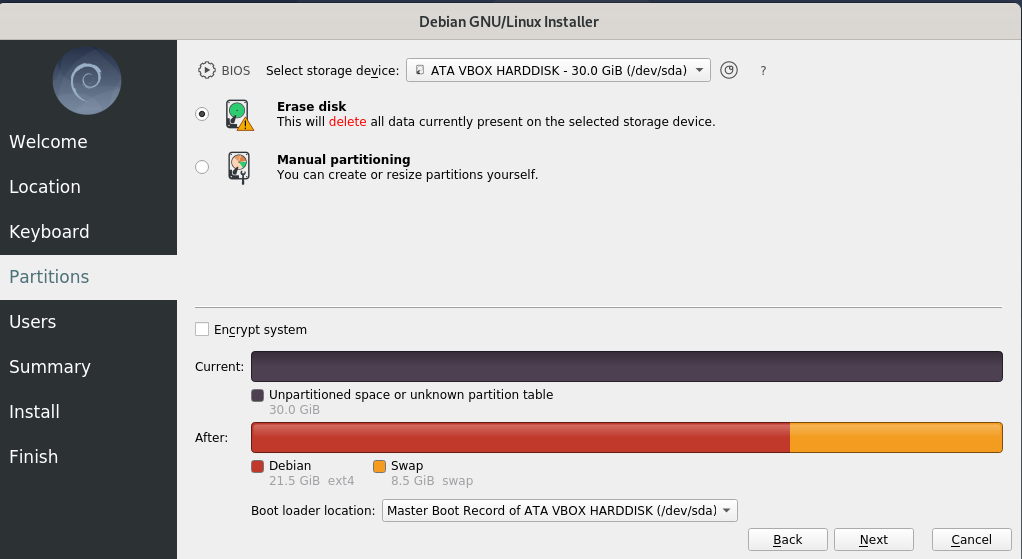 Debian GNU/Linux Installer
BIOS Select storage device: ATA VBOX HARDDISK - 30.0 GiB (/dev/sda) ?
Erase disk
This will delete all data currently present on the selected storage device.
Manual partitioning
You can create or resize partitions yourself.
Welcome
Location
Keyboard
Partitions
Users
Summary
Install
Finish
Encrypt system
Current:
Unpartitioned space or unknown partition table
30.0 GiB
After:
Debian Swap
21.5 GiB ext4 8.5 GiB swap
Boot loader location: Master Boot Record of ATA VBOX HARDDISK (/dev/sda)
Back Next Cancel